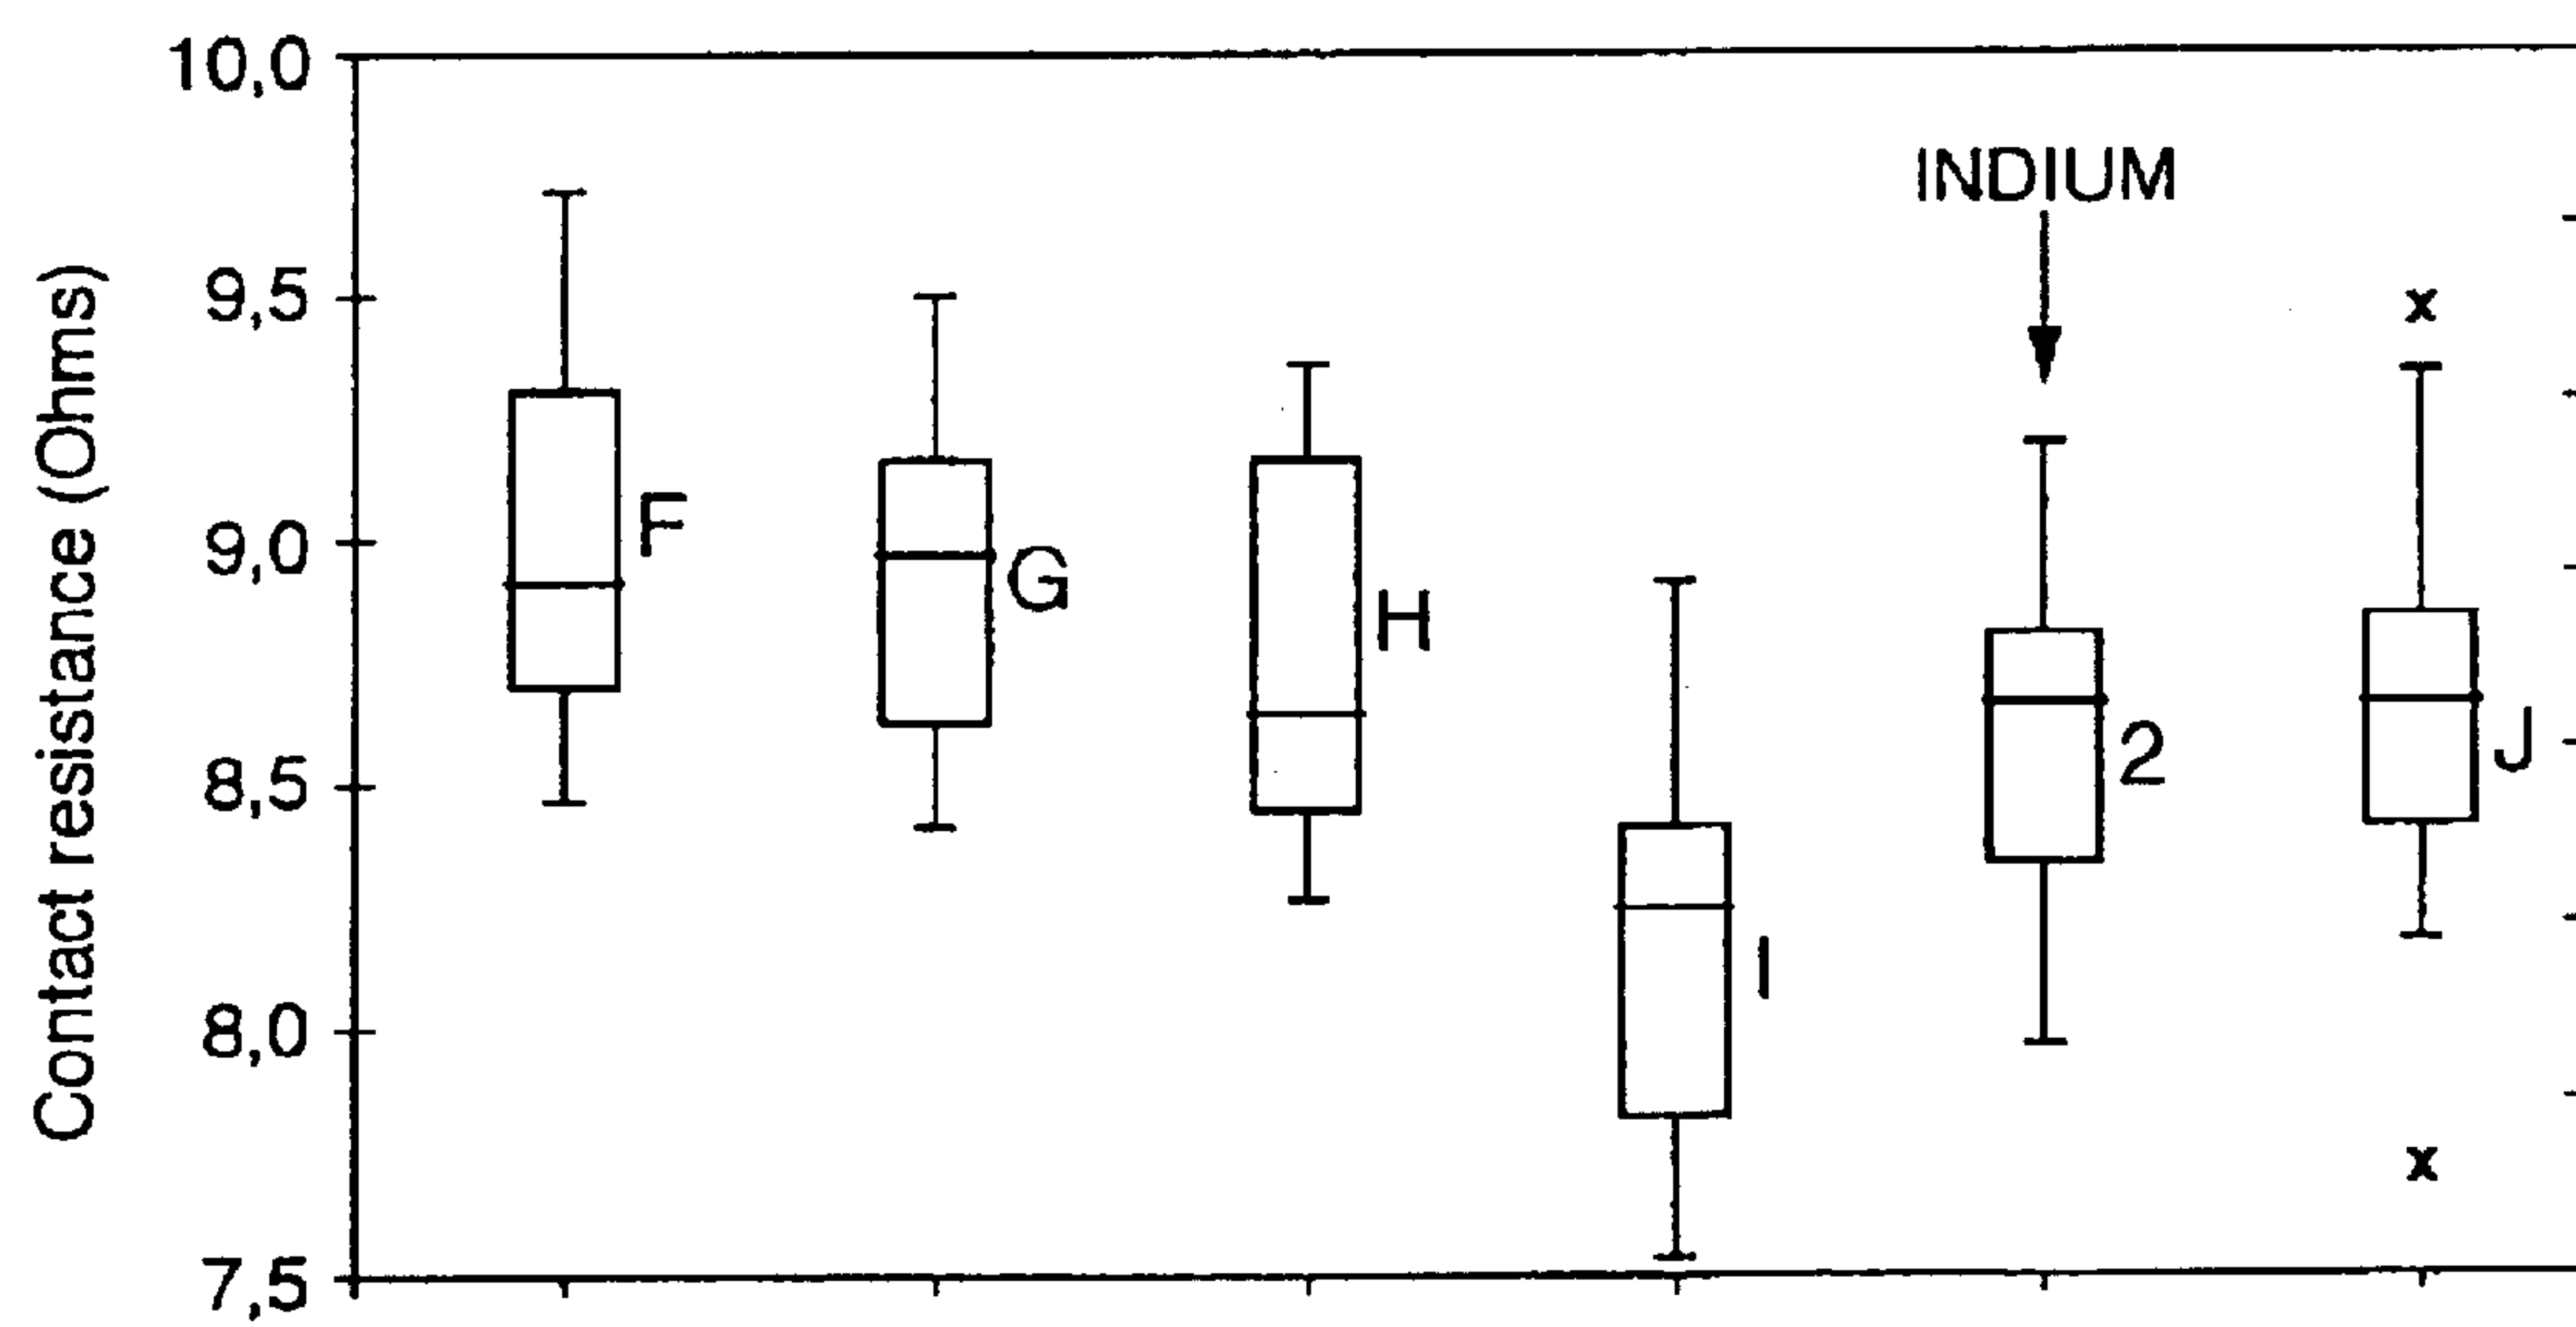 Contact resistance (Ohms)
10,0
9,5
9,0
8,5
8,0
7,5
F
G
H
I
INDIUM
2
x
J
x